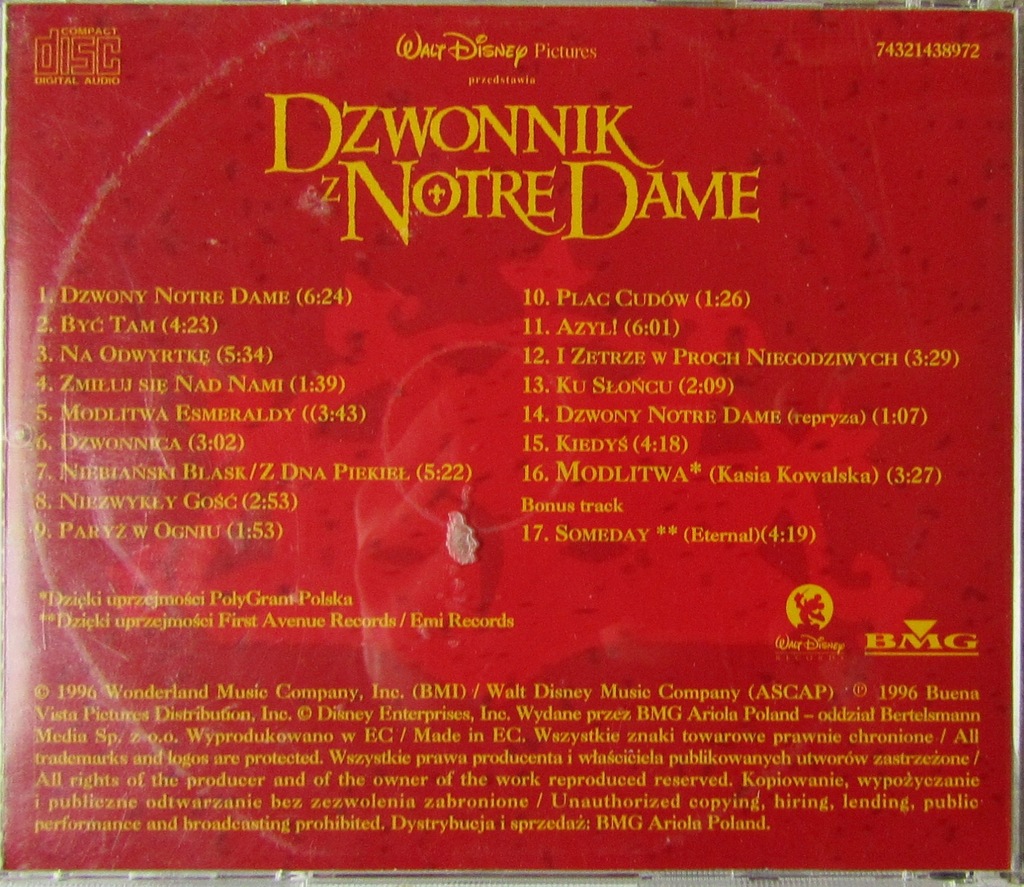 COMPACT
disc
DIGITAL AUDIO
WALT DISNEY Pictures
74321438972
przedstawia
DZWONNIK
Z NOTRE DAME
1. DZWONY NOTRE DAME (6:24)
2. BYĆ TAM (4:23)
3. NA ODWYRTKĘ (5:34)
4. ZMIŁUJ SIĘ NAD NAMI (1:39)
5. MODLITWA ESMERALDY ((3:43)
6. DZWONNICA (3:02)
7. NIEBIAŃSKI BLASK/Z DNA PIEKIEŁ (5:22)
8. NIEZWYKŁY GOŚĆ (2:53)
9. PARYŻ W OGNIU (1:53)
10. PLAC CUDÓW (1:26)
11. AZYL! (6:01)
12. I ZETRZE W PROCH NIEGODZIWYCH (3:29)
13. KU SŁOŃCU (2:09)
14. DZWONY NOTRE DAME (repryza) (1:07)
15. KIEDYŚ (4:18)
16. MODLITWA* (Kasia Kowalska) (3:27)
Bonus track
17. SOMEDAY ** (Eternal)(4:19)
*Dzięki uprzejmości PolyGram Polska
**Dzięki uprzejmości First Avenue Records / Emi Records
WALT DISNEY
RECORDS
BMG
© 1996 Wonderland Music Company, Inc. (BMI) / Walt Disney Music Company (ASCAP) ℗ 1996 Buena
Vista Pictures Distribution, Inc. © Disney Enterprises, Inc. Wydane przez BMG Ariola Poland – oddział Bertelsmann
Media Sp. z o.o. Wyprodukowano w EC / Made in EC. Wszystkie znaki towarowe prawnie chronione / All
trademarks and logos are protected. Wszystkie prawa producenta i właściciela publikowanych utworów zastrzeżone /
All rights of the producer and of the owner of the work reproduced reserved. Kopiowanie, wypożyczanie
i publiczne odtwarzanie bez zezwolenia zabronione / Unauthorized copying, hiring, lending, public
performance and broadcasting prohibited. Dystrybucja i sprzedaż: BMG Ariola Poland.